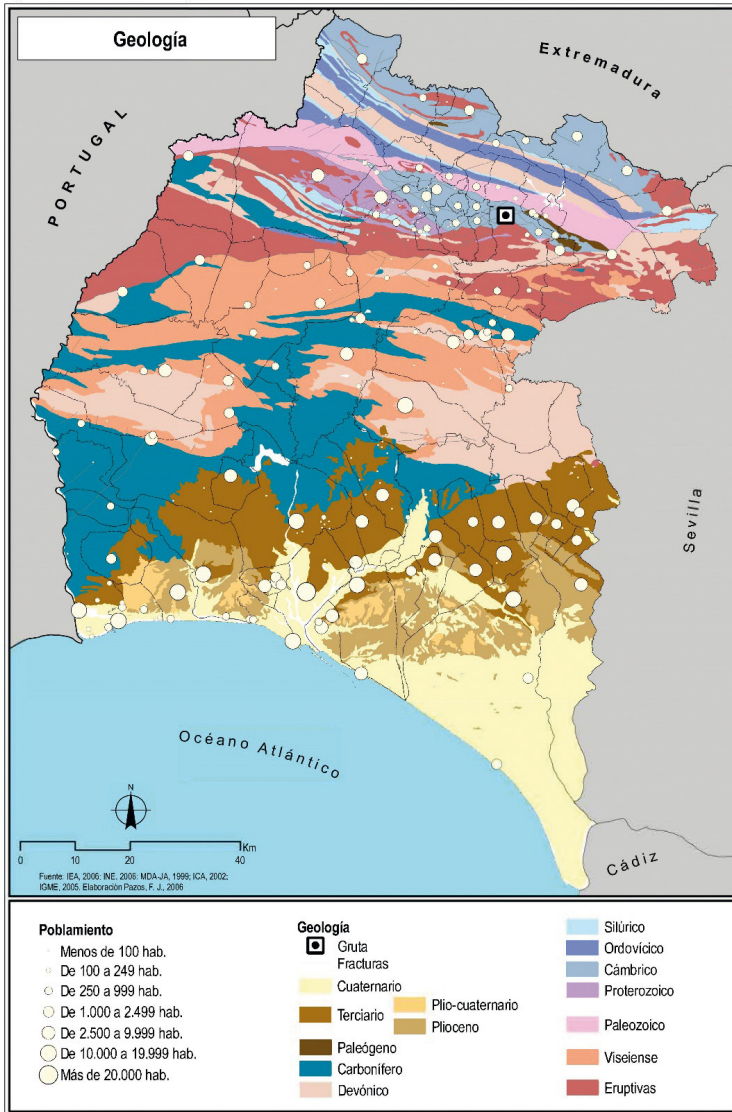 Geología
Extremadura
PORTUGAL
Sevilla
Océano Atlántico
Cádiz
N
0 10 20 40 Km
Fuente: IEA, 2006; INE, 2006: MDA-JA, 1999; ICA, 2002;
IGME, 2005. Elaboración Pazos, F. J., 2006
Poblamiento
Menos de 100 hab.
De 100 a 249 hab.
De 250 a 999 hab.
De 1.000 a 2.499 hab.
De 2.500 a 9.999 hab.
De 10.000 a 19.999 hab.
Más de 20.000 hab.
Geología
Gruta
Fracturas
Cuaternario
Terciario
Plio-cuaternario
Plioceno
Paleógeno
Carbonífero
Devónico
Silúrico
Ordovícico
Cámbrico
Proterozoico
Paleozoico
Viseiense
Eruptivas